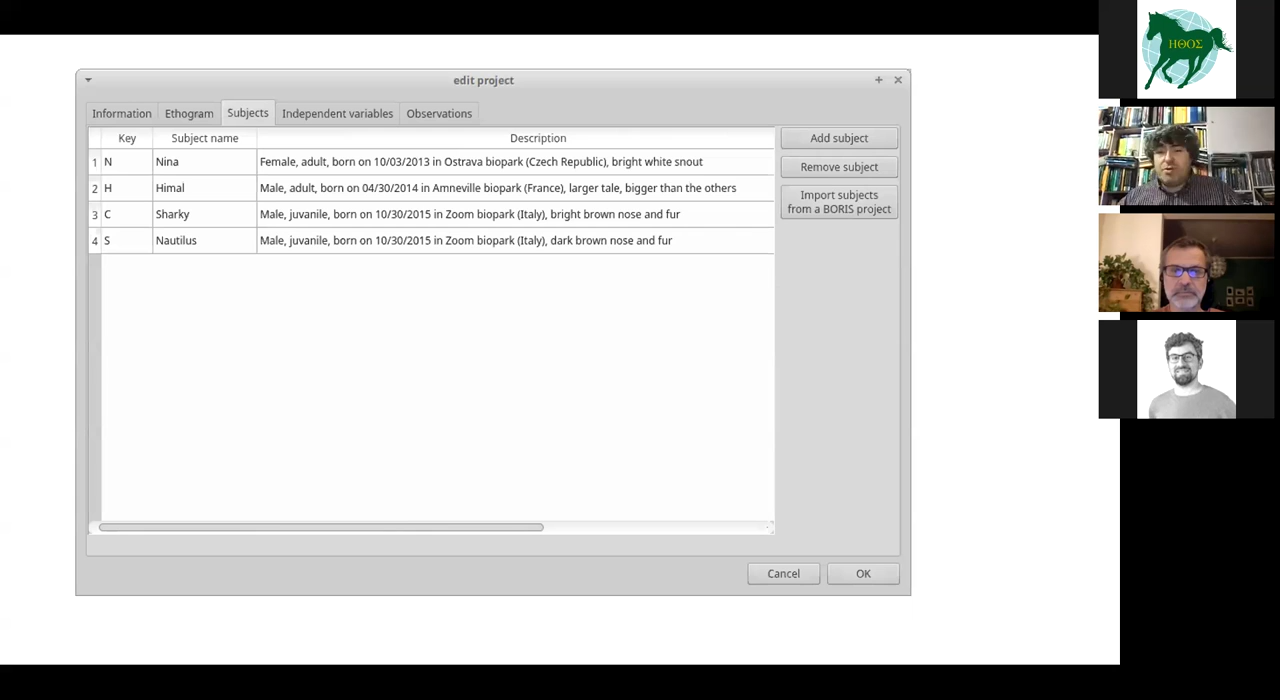 ΗΘΟΣ
edit project
Information Ethogram Subjects Independent variables Observations
Key Subject name Description
1 N Nina Female, adult, born on 10/03/2013 in Ostrava biopark (Czech Republic), bright white snout
2 H Himal Male, adult, born on 04/30/2014 in Amneville biopark (France), larger tale, bigger than the others
3 C Sharky Male, juvanile, born on 10/30/2015 in Zoom biopark (Italy), bright brown nose and fur
4 S Nautilus Male, juvanile, born on 10/30/2015 in Zoom biopark (Italy), dark brown nose and fur
Add subject
Remove subject
Import subjects
from a BORIS project
Cancel OK